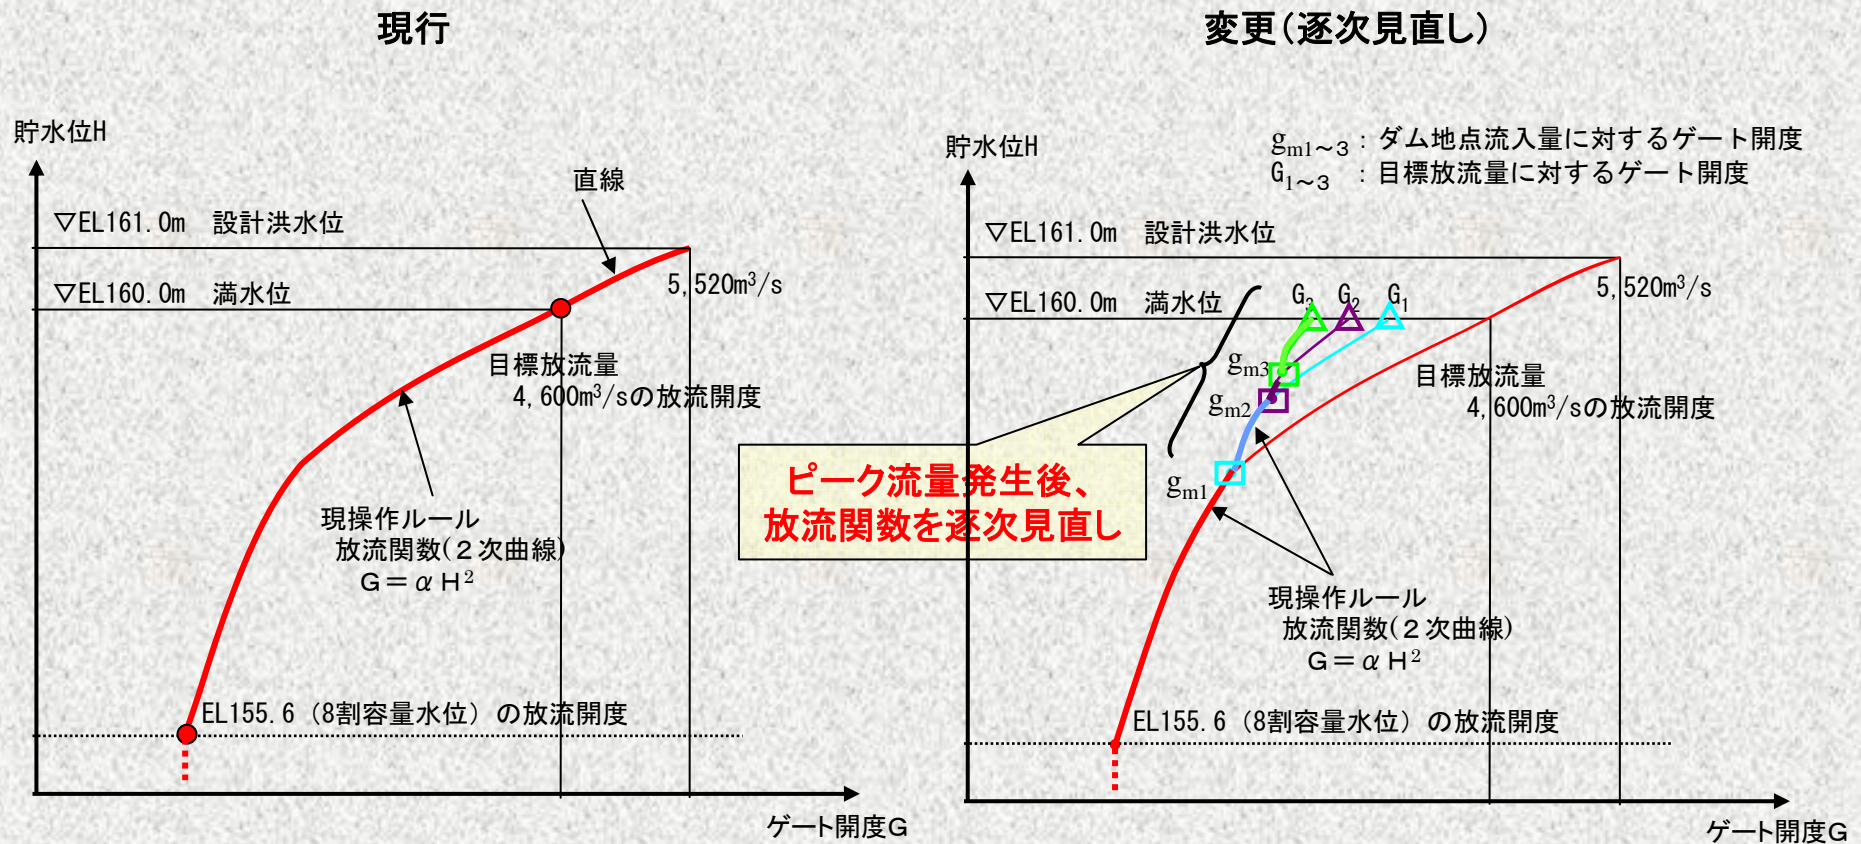 現行
貯水位H
直線
▽EL161.0m 設計洪水位
5,520m³/s
▽EL160.0m 満水位
目標放流量
4,600m³/sの放流開度
現操作ルール
放流関数(２次曲線)
Ｇ＝α Ｈ²
EL155.6（8割容量水位）の放流開度
ゲート開度Ｇ
変更（逐次見直し）
貯水位H
gm1～3：ダム地点流入量に対するゲート開度
G1～3：目標放流量に対するゲート開度
▽EL161.0m 設計洪水位
5,520m³/s
▽EL160.0m 満水位
G3 G2 G1
gm3
gm2
gm1
目標放流量
4,600m³/sの放流開度
ピーク流量発生後、
放流関数を逐次見直し
現操作ルール
放流関数(２次曲線)
Ｇ＝α Ｈ²
EL155.6（8割容量水位）の放流開度
ゲート開度Ｇ